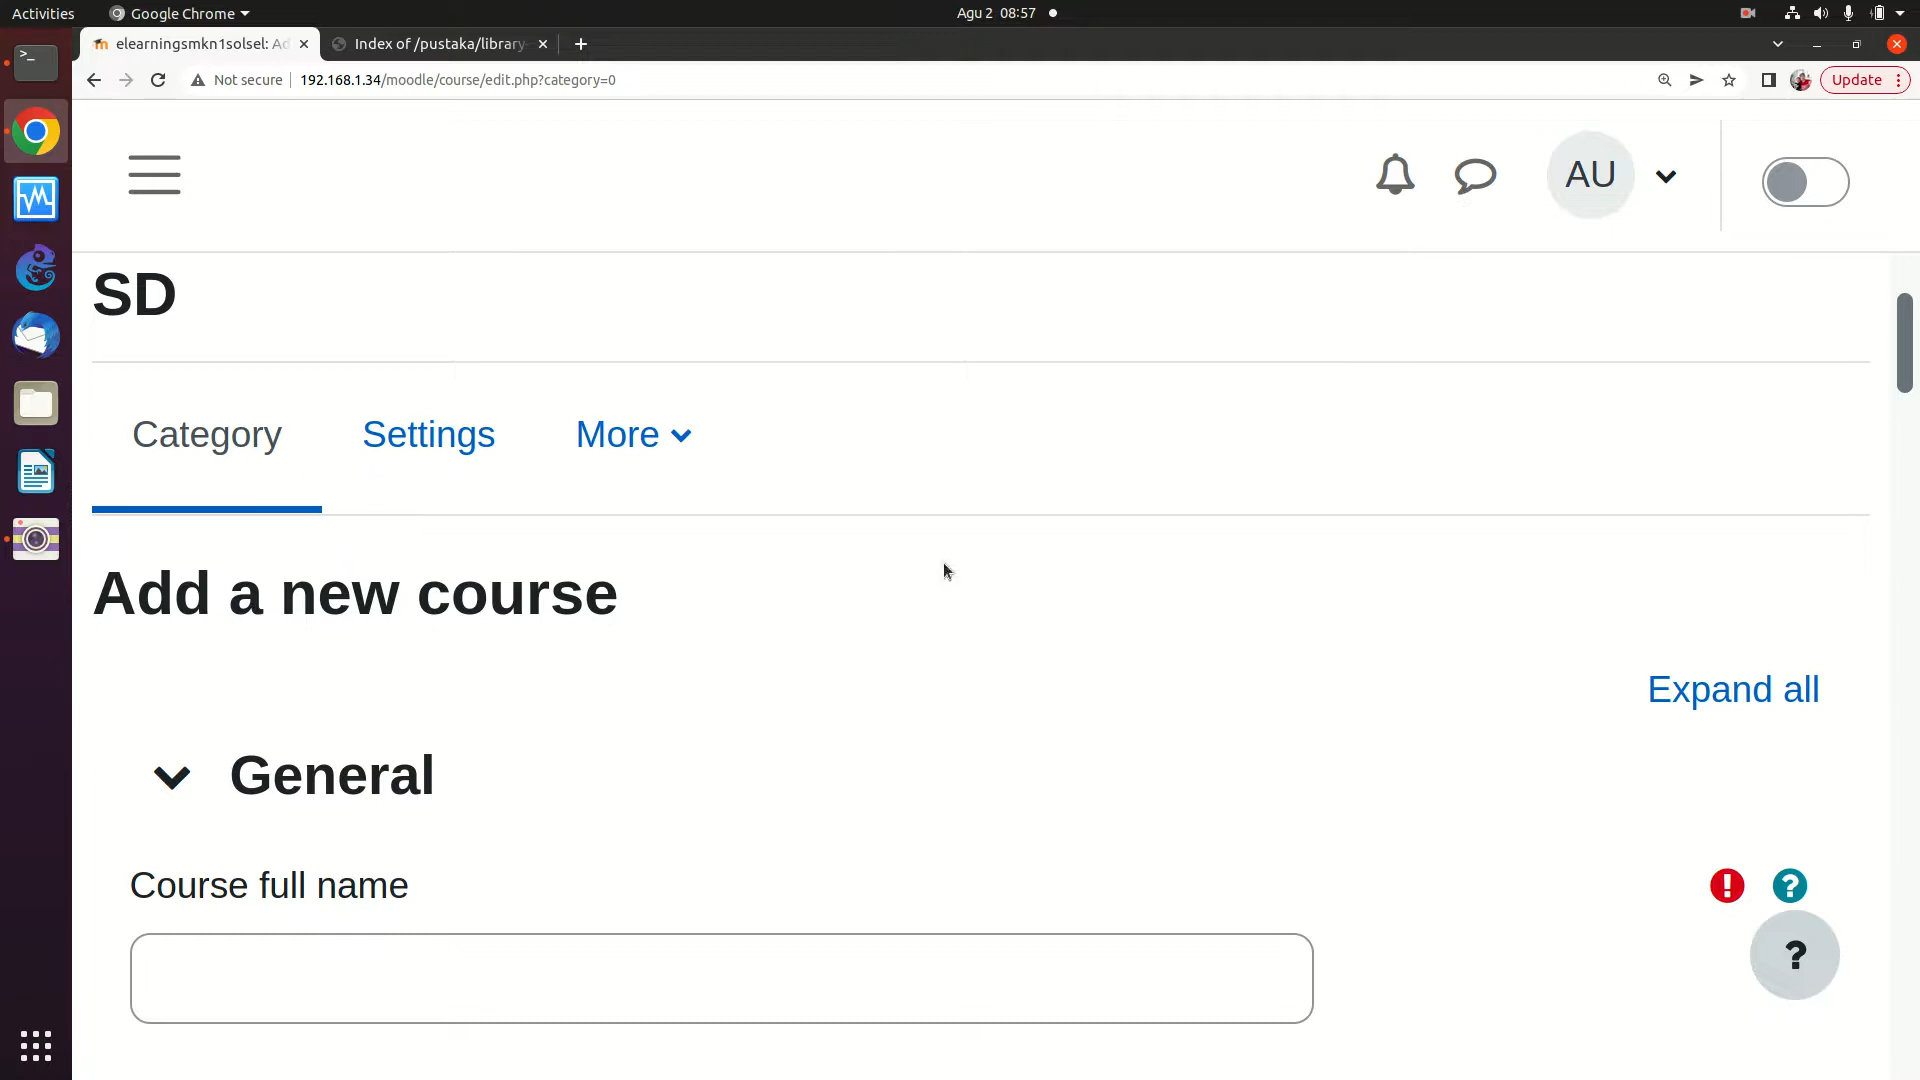 Activities
Google Chrome
Agu 2 08:57
elearningsmkn1solsel: Ad
Index of /pustaka/library
Not secure
192.168.1.34/moodle/course/edit.php?category=0
Update
AU
SD
Category
Settings
More
Add a new course
Expand all
General
Course full name